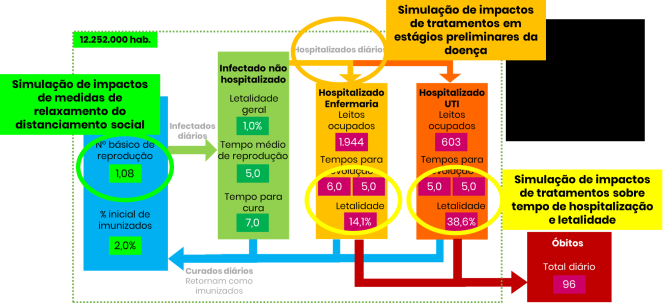 Simulação de impactos
de tratamentos em
estágios preliminares da
doença
12.252.000 hab.
Hospitalizados diários
Simulação de impactos
de medidas de
relaxamento do
distanciamento social
Nº básico de
reprodução
1,08
% inicial de
imunizados
2,0%
Infectados
diários
Infectado não
hospitalizado
Letalidade
geral
1,0%
Tempo médio
de reprodução
5,0
Tempo para
cura
7,0
Hospitalizado
Enfermaria
Leitos
ocupados
1.944
Tempos para
evolução
6,0 5,0
Letalidade
14,1%
Hospitalizado
UTI
Leitos
ocupados
603
Tempos para
evolução
5,0 5,0
Letalidade
38,6%
Simulação de impactos
de tratamentos sobre
tempo de hospitalização
e letalidade
Curados diários
Retornam como
imunizados
Óbitos
Total diário
96